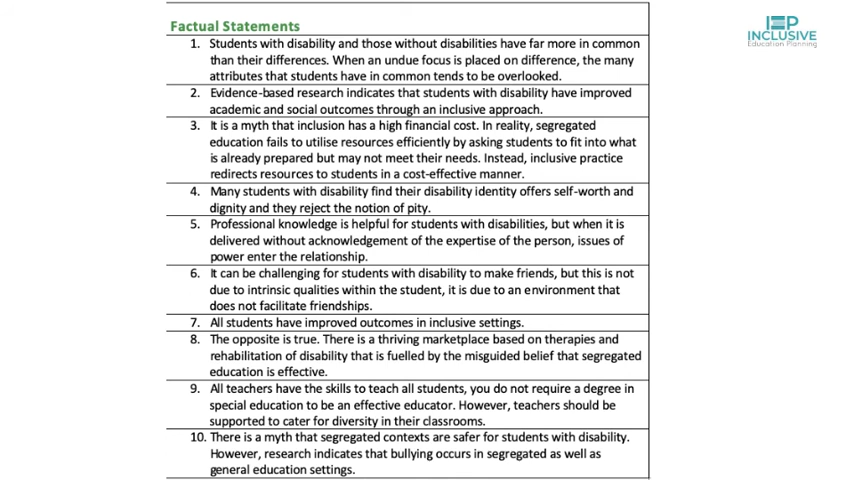 IEP
INCLUSIVE
Education Planning
Factual Statements
1. Students with disability and those without disabilities have far more in common
than their differences. When an undue focus is placed on difference, the many
attributes that students have in common tends to be overlooked.
2. Evidence-based research indicates that students with disability have improved
academic and social outcomes through an inclusive approach.
3. It is a myth that inclusion has a high financial cost. In reality, segregated
education fails to utilise resources efficiently by asking students to fit into what
is already prepared but may not meet their needs. Instead, inclusive practice
redirects resources to students in a cost-effective manner.
4. Many students with disability find their disability identity offers self-worth and
dignity and they reject the notion of pity.
5. Professional knowledge is helpful for students with disabilities, but when it is
delivered without acknowledgement of the expertise of the person, issues of
power enter the relationship.
6. It can be challenging for students with disability to make friends, but this is not
due to intrinsic qualities within the student, it is due to an environment that
does not facilitate friendships.
7. All students have improved outcomes in inclusive settings.
8. The opposite is true. There is a thriving marketplace based on therapies and
rehabilitation of disability that is fuelled by the misguided belief that segregated
education is effective.
9. All teachers have the skills to teach all students, you do not require a degree in
special education to be an effective educator. However, teachers should be
supported to cater for diversity in their classrooms.
10. There is a myth that segregated contexts are safer for students with disability.
However, research indicates that bullying occurs in segregated as well as
general education settings.